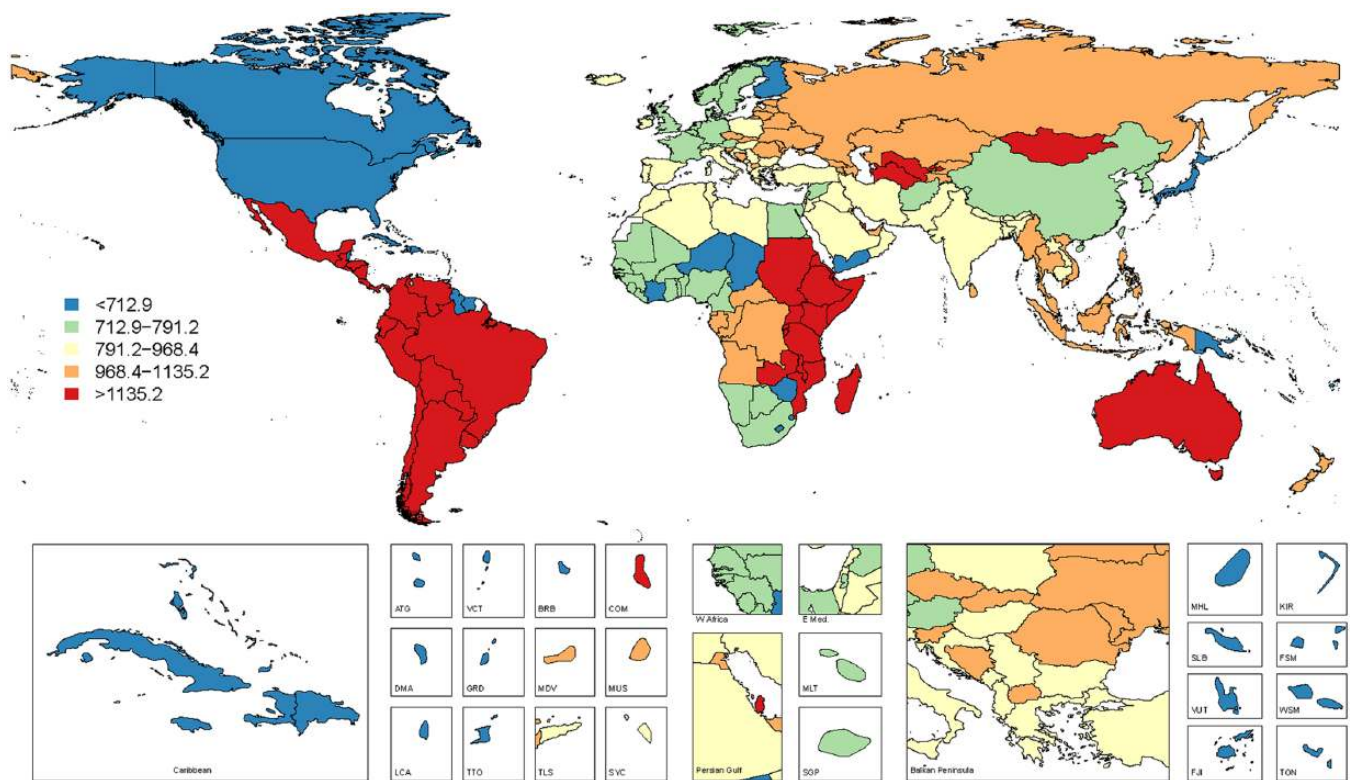 <712.9
712.9−791.2
791.2−968.4
968.4−1135.2
>1135.2
ATG
VCT
BRB
COM
W Africa
E Med.
MHL
KIR
DMA
GRD
MDV
MUS
MLT
SLB
FSM
VUT
WSM
Caribbean
LCA
TTO
TLS
SYC
Persian Gulf
SGP
Balkan Peninsula
FJI
TON